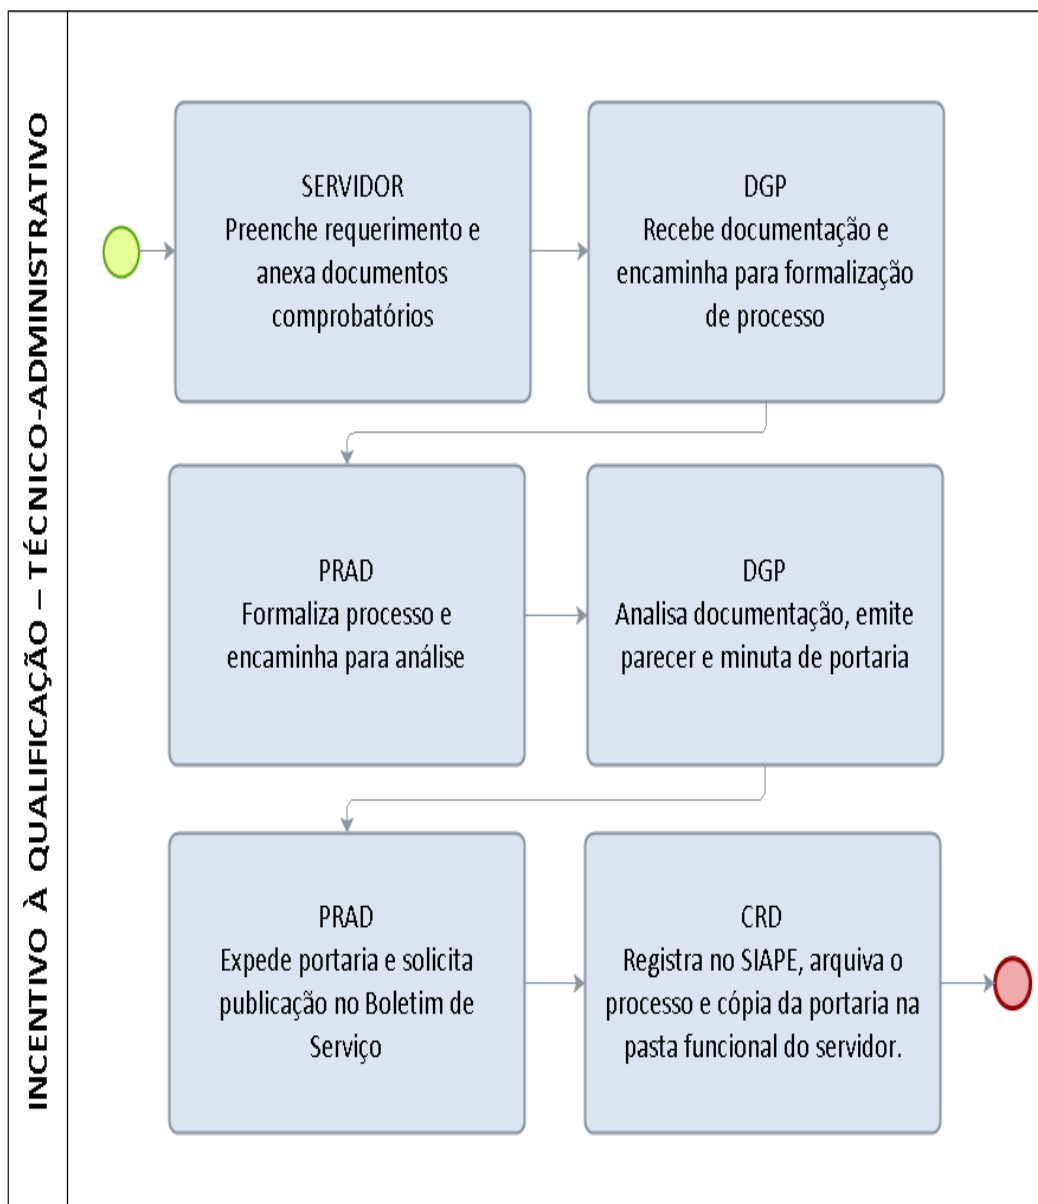 INCENTIVO À QUALIFICAÇÃO – TÉCNICO-ADMINISTRATIVO
SERVIDOR
Preenche requerimento e
anexa documentos
comprobatórios
DGP
Recebe documentação e
encaminha para formalização
de processo
PRAD
Formaliza processo e
encaminha para análise
DGP
Analisa documentação, emite
parecer e minuta de portaria
PRAD
Expede portaria e solicita
publicação no Boletim de
Serviço
CRD
Registra no SIAPE, arquiva o
processo e cópia da portaria na
pasta funcional do servidor.